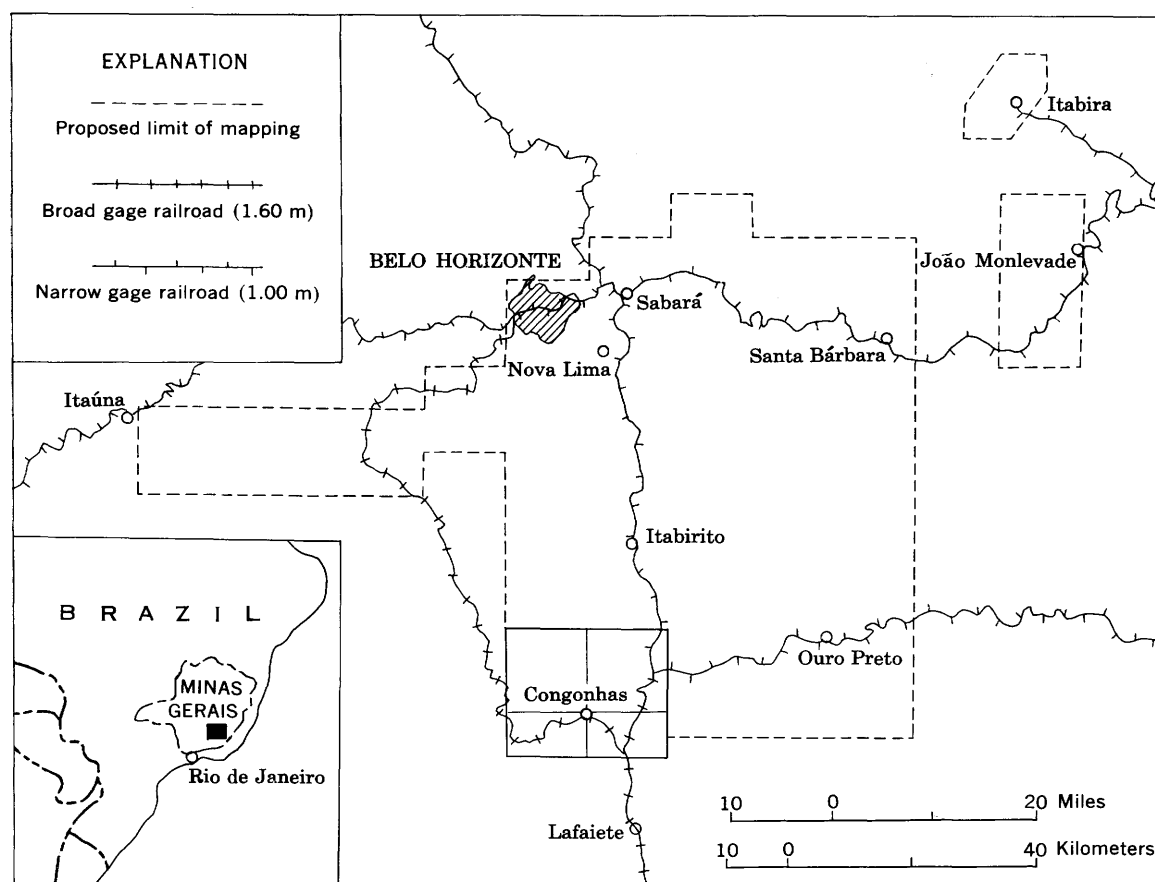 EXPLANATION
Proposed limit of mapping
Broad gage railroad (1.60 m)
Narrow gage railroad (1.00 m)
Itabira
BELO HORIZONTE
João Monlevade
Sabará
Santa Bárbara
Nova Lima
Itaúna
Itabirito
BRAZIL
MINAS
GERAIS
Rio de Janeiro
Ouro Preto
Congonhas
Lafaiete
10 0 20 Miles
10 0 40 Kilometers